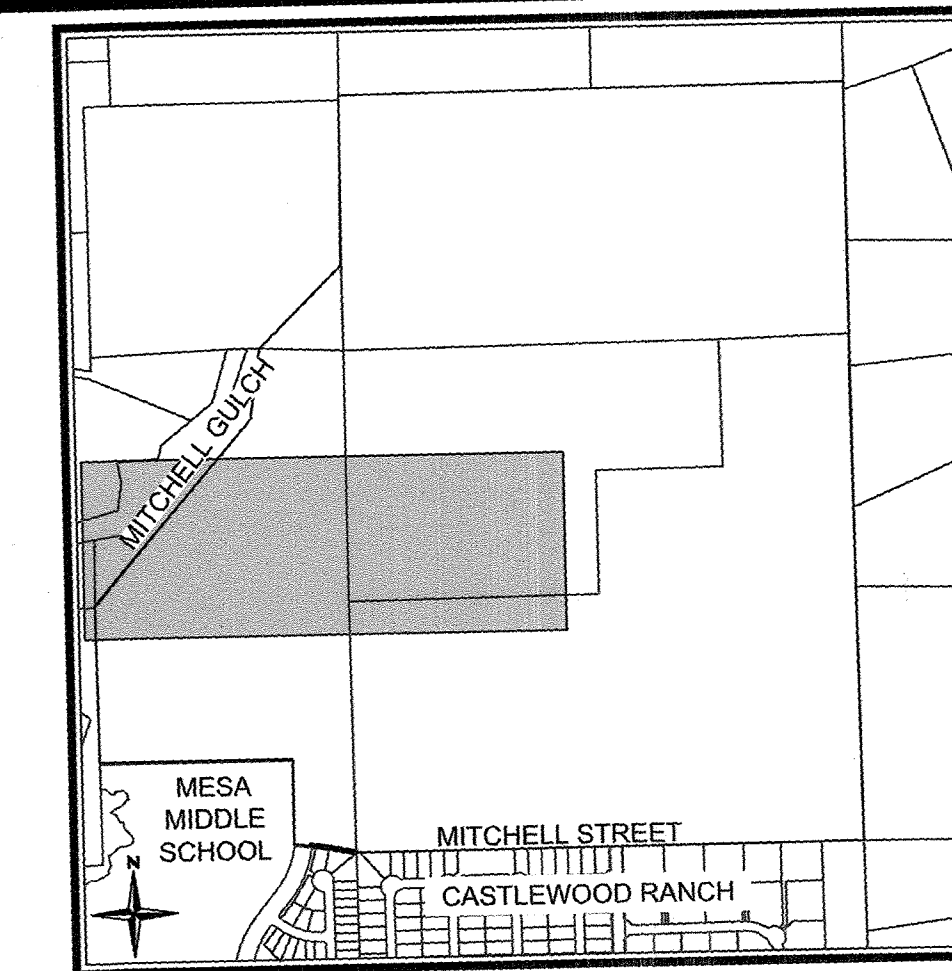 MITCHELL GULCH
MESA
MIDDLE
SCHOOL
MITCHELL STREET
N
CASTLEWOOD RANCH